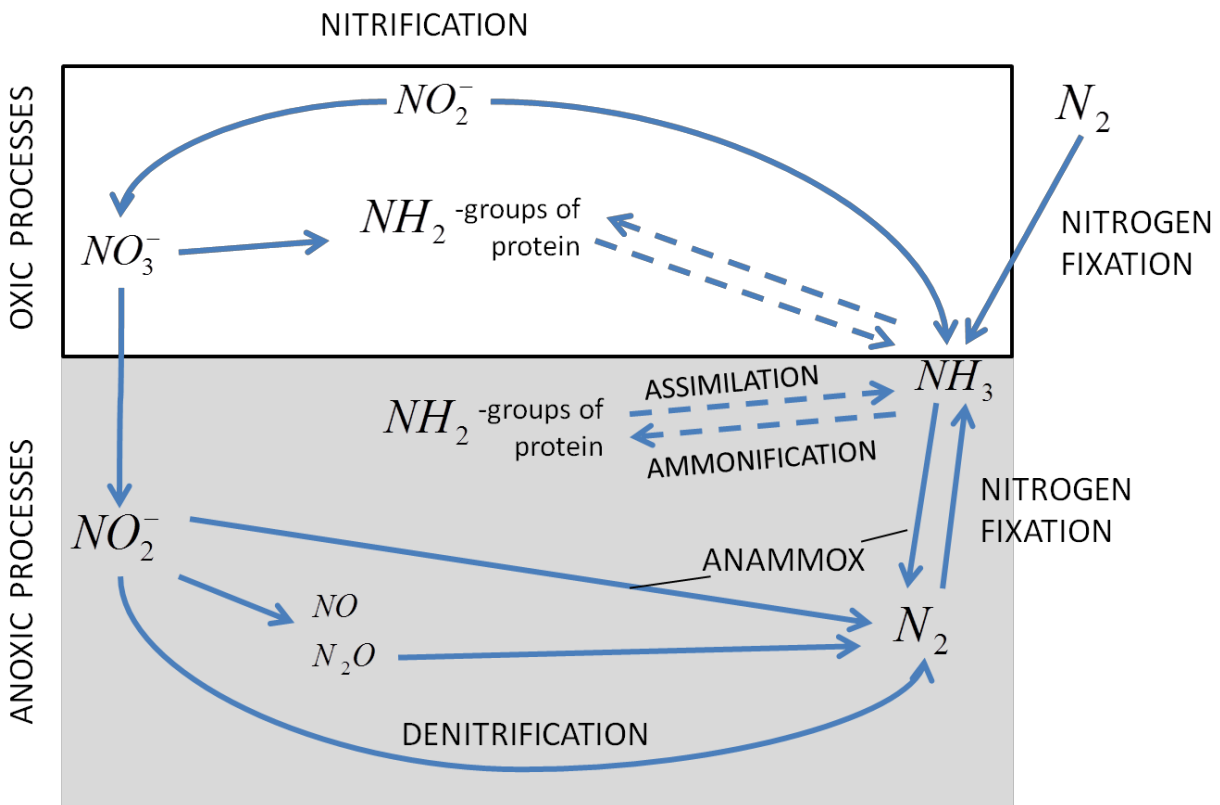 NITRIFICATION
OXIC PROCESSES
NO₂⁻
N₂
NO₃⁻
NH₂ -groups of
protein
NITROGEN
FIXATION
NH₃
ANOXIC PROCESSES
ASSIMILATION
NH₂ -groups of
protein
AMMONIFICATION
NITROGEN
FIXATION
NO₂⁻
ANAMMOX
NO
N₂O
N₂
DENITRIFICATION